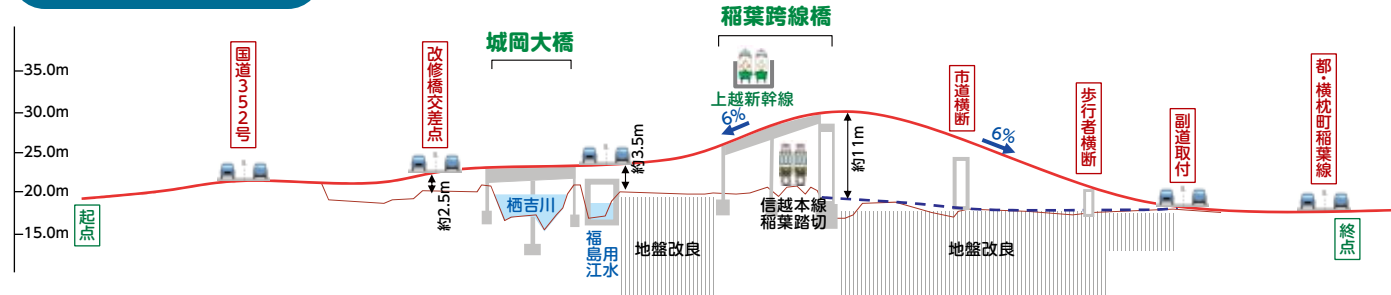 稲葉跨線橋
城岡大橋
35.0m
30.0m
25.0m
20.0m
15.0m
国道352号
改修橋交差点
上越新幹線
6%
市道横断
歩行者横断
副道取付
都・横枕町稲葉線
6%
約2.5m
約3.5m
約11m
起点
栖吉川
福島江用水
地盤改良
信越本線
稲葉踏切
地盤改良
終点